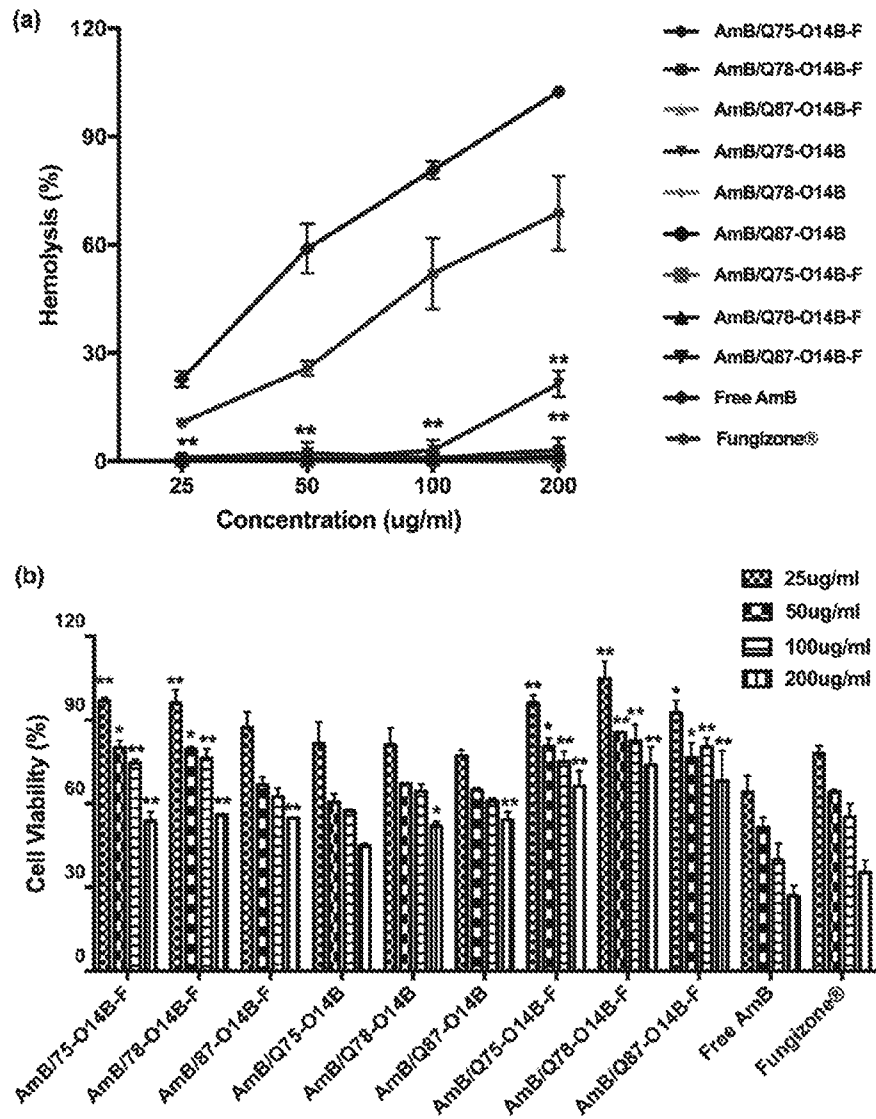 (a)
120
90
60
30
0
Hemolysis (%)
25 50 100 200
Concentration (ug/ml)
** ** ** ** **
AmB/Q75-O14B-F
AmB/Q78-O14B-F
AmB/Q87-O14B-F
AmB/Q75-O14B
AmB/Q78-O14B
AmB/Q87-O14B
AmB/Q75-O14B-F
AmB/Q78-O14B-F
AmB/Q87-O14B-F
Free AmB
Fungizone®
(b)
25ug/ml
50ug/ml
100ug/ml
200ug/ml
120
90
60
30
0
Cell Viability (%)
** * ** **
** * ** **
**
*
**
** * ** **
** ** ** **
* * ** **
AmB/75-O14B-F
AmB/78-O14B-F
AmB/87-O14B-F
AmB/Q75-O14B
AmB/Q78-O14B
AmB/Q87-O14B
AmB/Q75-O14B-F
AmB/Q78-O14B-F
AmB/Q87-O14B-F
Free AmB
Fungizone®